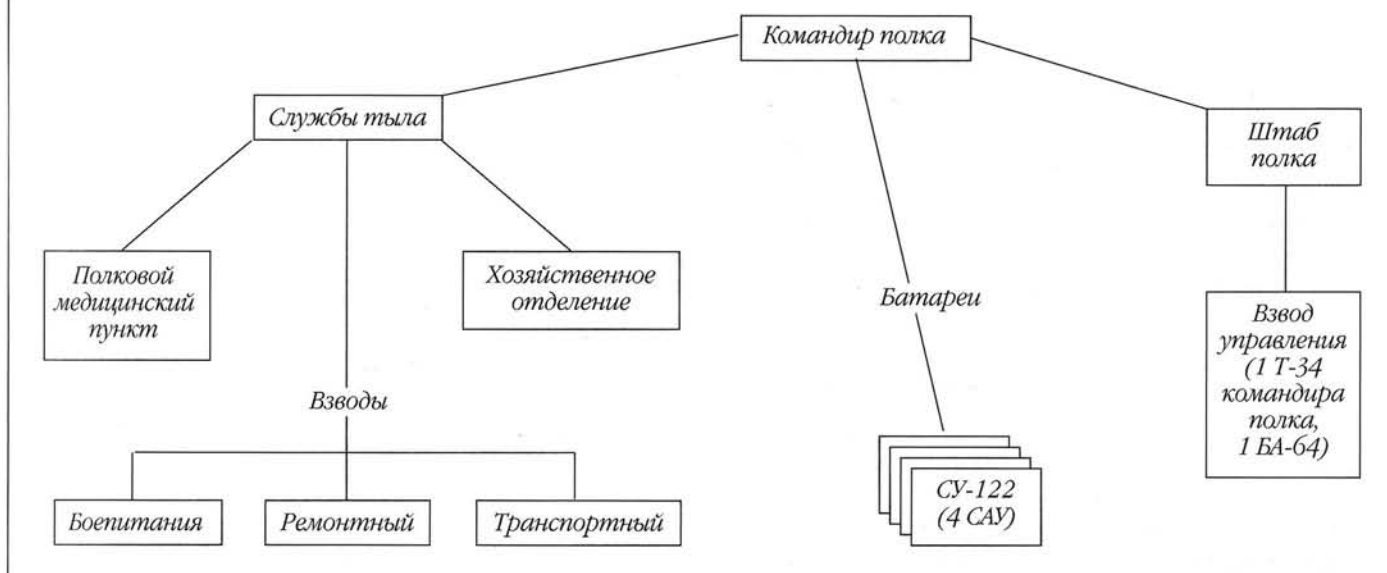 Командир полка
Службы тыла
Штаб
полка
Полковой
медицинский
пункт
Хозяйственное
отделение
Батареи
Взвод
управления
(1 Т-34
командира
полка,
1 БА-64)
Взводы
СУ-122
(4 САУ)
Боепитания
Ремонтный
Транспортный